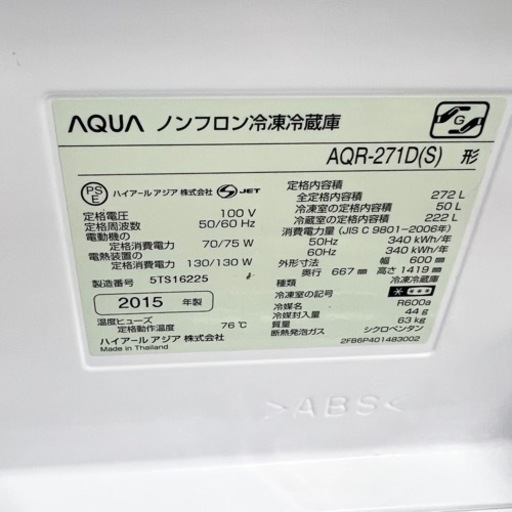 AQUA ノンフロン冷凍冷蔵庫
AQR-271D(S) 形
G
PS E ハイアール アジア 株式会社 S JET
定格電圧 100 V
定格周波数 50/60 Hz
電動機の
定格消費電力 70/75 W
電熱装置の
定格消費電力 130/130 W
製造番号 5TS16225
2015 年製
温度ヒューズ
定格動作温度 76℃
ハイアール アジア 株式会社
Made in Thailand
定格内容積
全定格内容積 272 L
冷凍室の定格内容積 50 L
冷蔵室の定格内容積 222 L
消費電力量 (JIS C 9801-2006年)
50Hz 340 kWh/年
60Hz 340 kWh/年
外形寸法 幅 600 mm
奥行 667 mm 高さ 1419 mm
種類 冷凍冷蔵庫
冷凍室の記号
冷媒 R600a
冷媒封入量 44 g
質量 63 kg
断熱発泡ガス シクロペンタン
2FB6P401483002
>ABS<